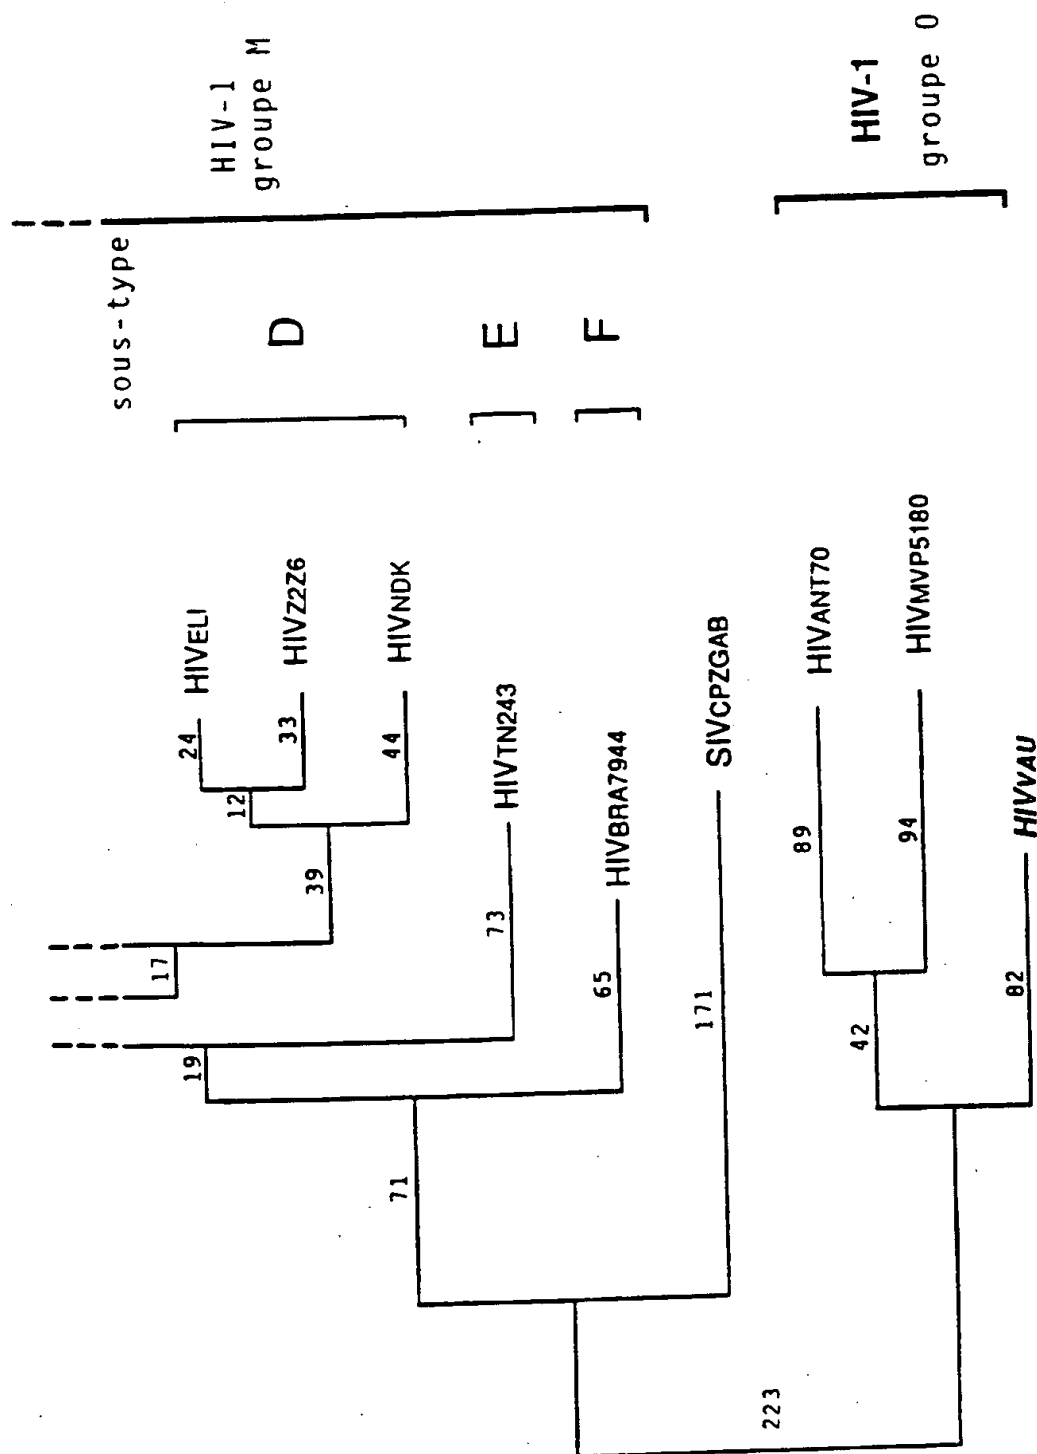 HIV-1
groupe M
HIV-1
groupe O
sous-type
D
E
F
24
HIVELI
12
33
HIVZ2Z6
39
44
HIVNDK
17
19
73
HIVTN243
65
HIVBRA7944
71
171
SIVCPZGAB
89
HIVANT70
42
94
HIVMVP5180
82
HIVVAU
223